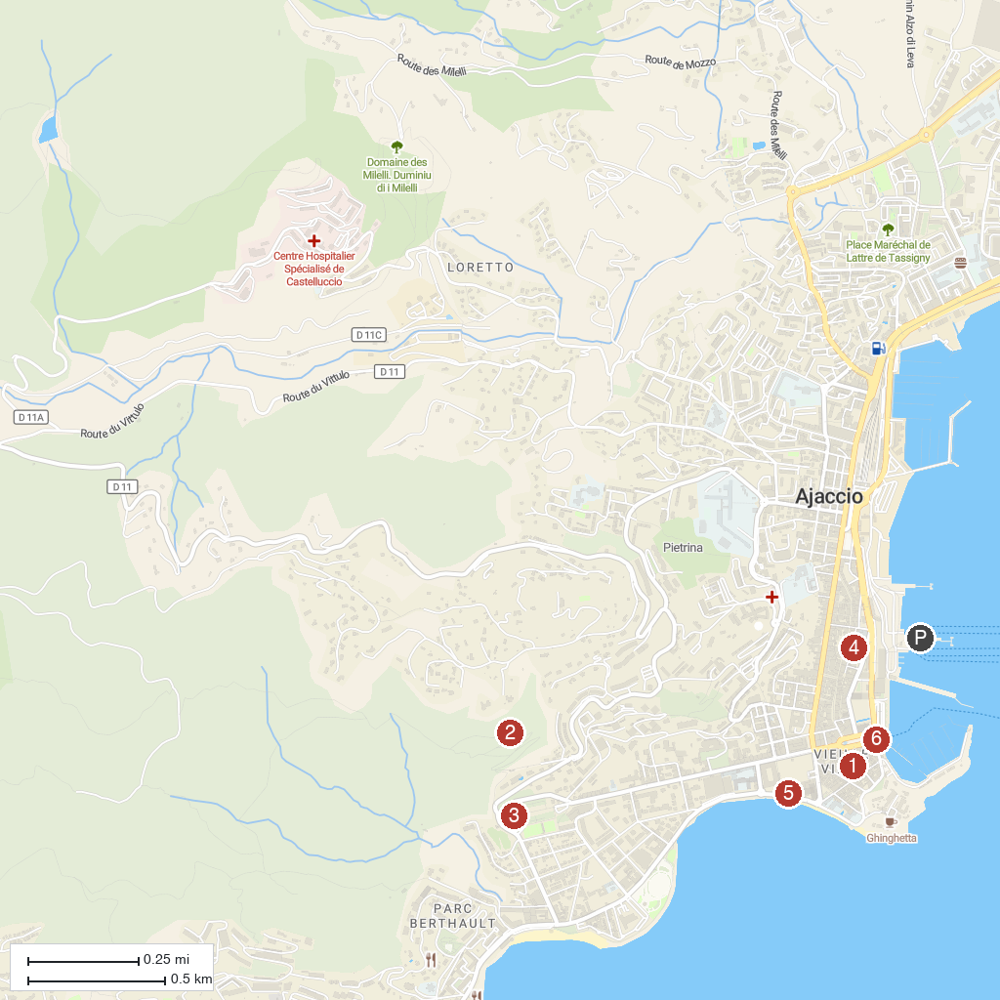 min Alzo di Leva
Route des Milelli
Route de Mozzo
Route des Milelli
Domaine des
Milelli. Duminiu
di i Milelli
Place Maréchal de
Lattre de Tassigny
Centre Hospitalier
Spécialisé de
Castelluccio
LORETTO
D 11C
D 11
Route du Vittulo
D 11A
Route du Vittulo
D 11
Ajaccio
Pietrina
P
4
2
6
VIEI
VI
1
5
3
Ghinghetta
PARC
BERTHAULT
0.25 mi
0.5 km